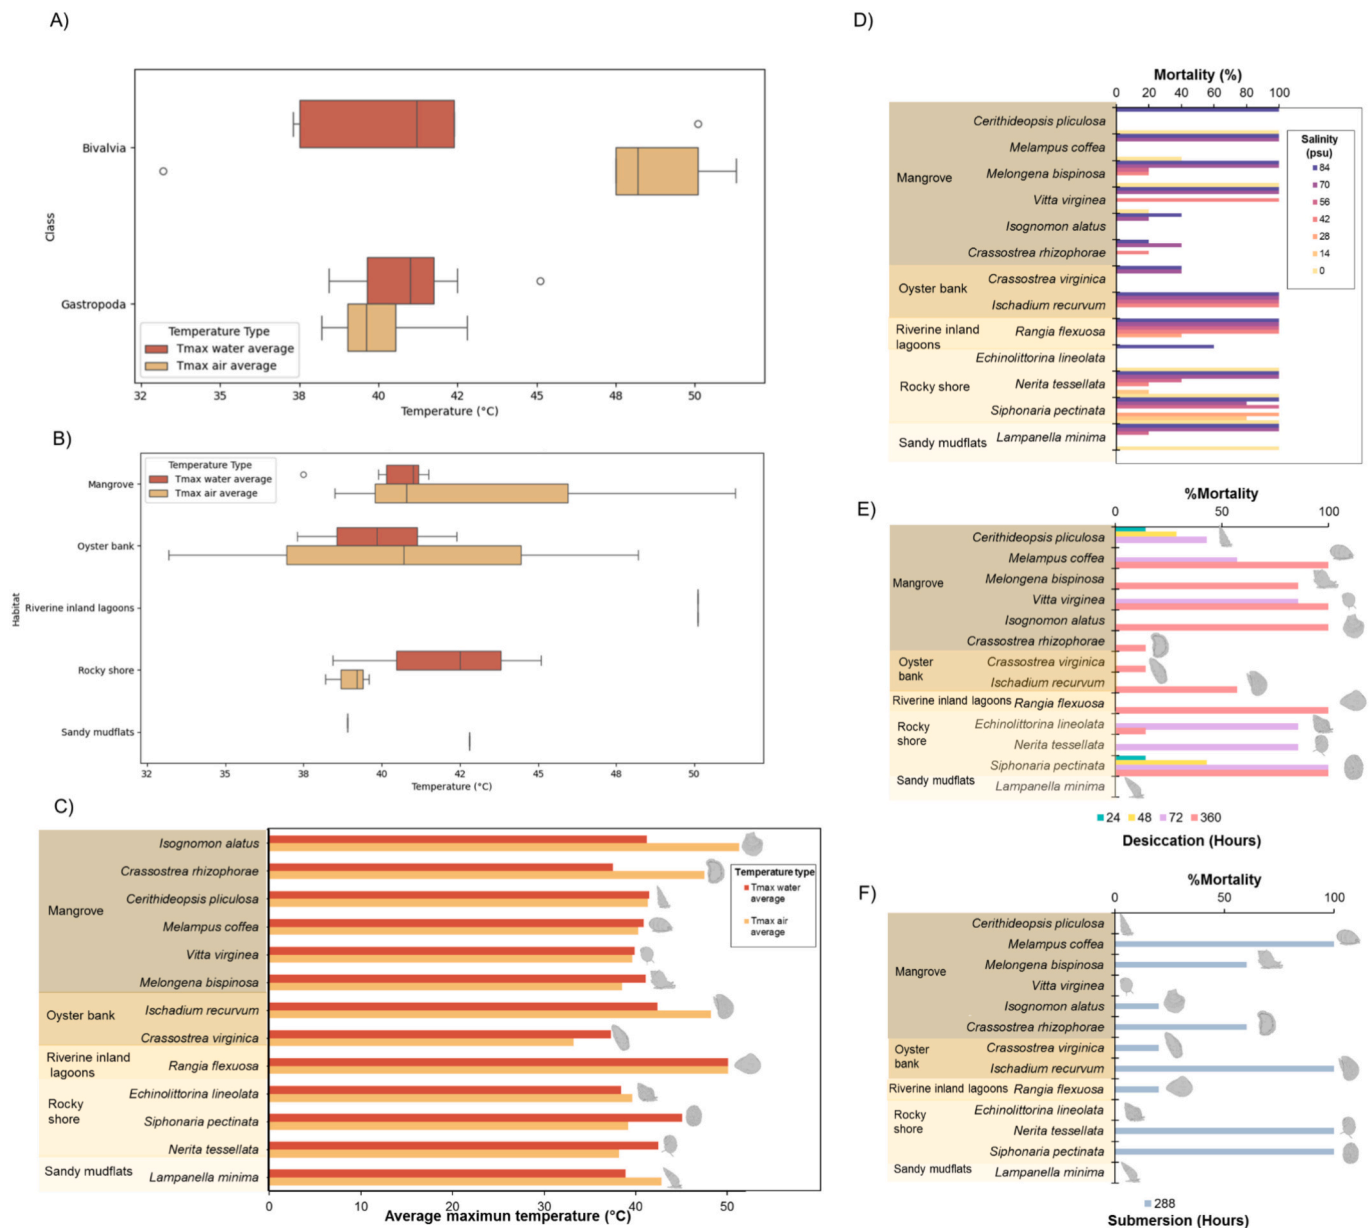 A)
Class
Bivalvia
Gastropoda
Temperature Type
Tmax water average
Tmax air average
32 38 40 42 48 50
Temperature (°C)
B)
Habitat
Temperature Type
Tmax water average
Tmax air average
Mangrove
Oyster bank
Riverine inland lagoons
Rocky shore
Sandy mudflats
32 38 40 42 48 50
Temperature (°C)
C)
Mangrove
Isognomon alatus
Crassostrea rhizophorae
Cerithideopsis pliculosa
Melampus coffea
Vitta virginea
Melongena bispinosa
Oyster bank
Ischadium recurvum
Crassostrea virginica
Riverine inland
lagoons
Rangia flexuosa
Rocky
shore
Echinolittorina lineolata
Siphonaria pectinata
Nerita tessellata
Sandy mudflats
Lampanella minima
Temperature type
Tmax water
average
Tmax air
average
0 10 20 30 40 50
Average maximun temperature (°C)
D)
Mortality (%)
0 20 40 60 80 100
Mangrove
Cerithideopsis pliculosa
Melampus coffea
Melongena bispinosa
Vitta virginea
Isognomon alatus
Crassostrea rhizophorae
Oyster bank
Crassostrea virginica
Ischadium recurvum
Riverine inland
lagoons
Rangia flexuosa
Rocky shore
Echinolittorina lineolata
Nerita tessellata
Siphonaria pectinata
Sandy mudflats
Lampanella minima
Salinity
(psu)
84
70
56
42
28
14
0
E)
%Mortality
0 50 100
Mangrove
Cerithideopsis pliculosa
Melampus coffea
Melongena bispinosa
Vitta virginea
Isognomon alatus
Crassostrea rhizophorae
Oyster
bank
Crassostrea virginica
Ischadium recurvum
Riverine inland lagoons Rangia flexuosa
Rocky
shore
Echinolittorina lineolata
Nerita tessellata
Siphonaria pectinata
Sandy mudflats
Lampanella minima
24 48 72 360
Desiccation (Hours)
F)
%Mortality
0 50 100
Mangrove
Cerithideopsis pliculosa
Melampus coffea
Melongena bispinosa
Vitta virginea
Isognomon alatus
Crassostrea rhizophorae
Oyster
bank
Crassostrea virginica
Ischadium recurvum
Riverine inland lagoons Rangia flexuosa
Rocky
shore
Echinolittorina lineolata
Nerita tessellata
Siphonaria pectinata
Sandy mudflats
Lampanella minima
288
Submersion (Hours)